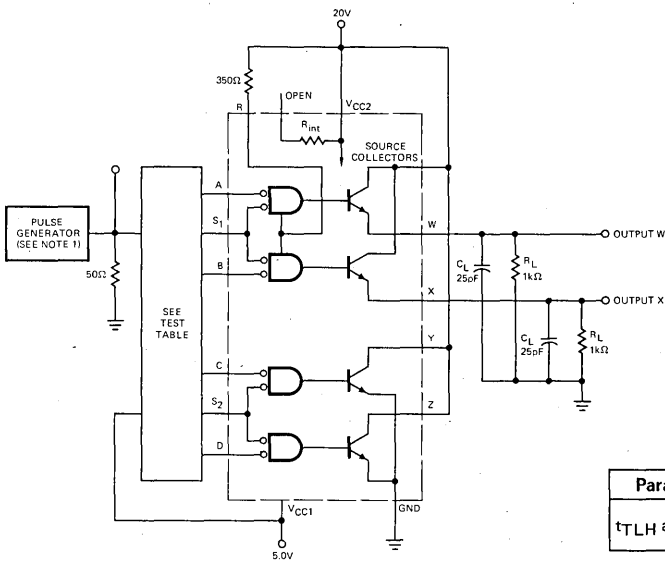 20V
350Ω
OPEN
R
VCC2
Rint
SOURCE
COLLECTORS
A
S1
B
W
OUTPUT W
PULSE
GENERATOR
(SEE NOTE 1)
50Ω
CL
25pF
RL
1kΩ
X
OUTPUT X
SEE
TEST
TABLE
CL
25pF
RL
1kΩ
Y
C
S2
Z
D
VCC1
GND
5.0V
Para
tTLH a